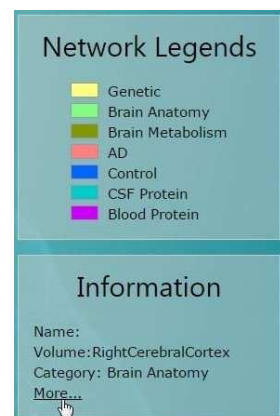 Network Legends
Genetic
Brain Anatomy
Brain Metabolism
AD
Control
CSF Protein
Blood Protein
Information
Name:
Volume:RightCerebralCortex
Category: Brain Anatomy
More...